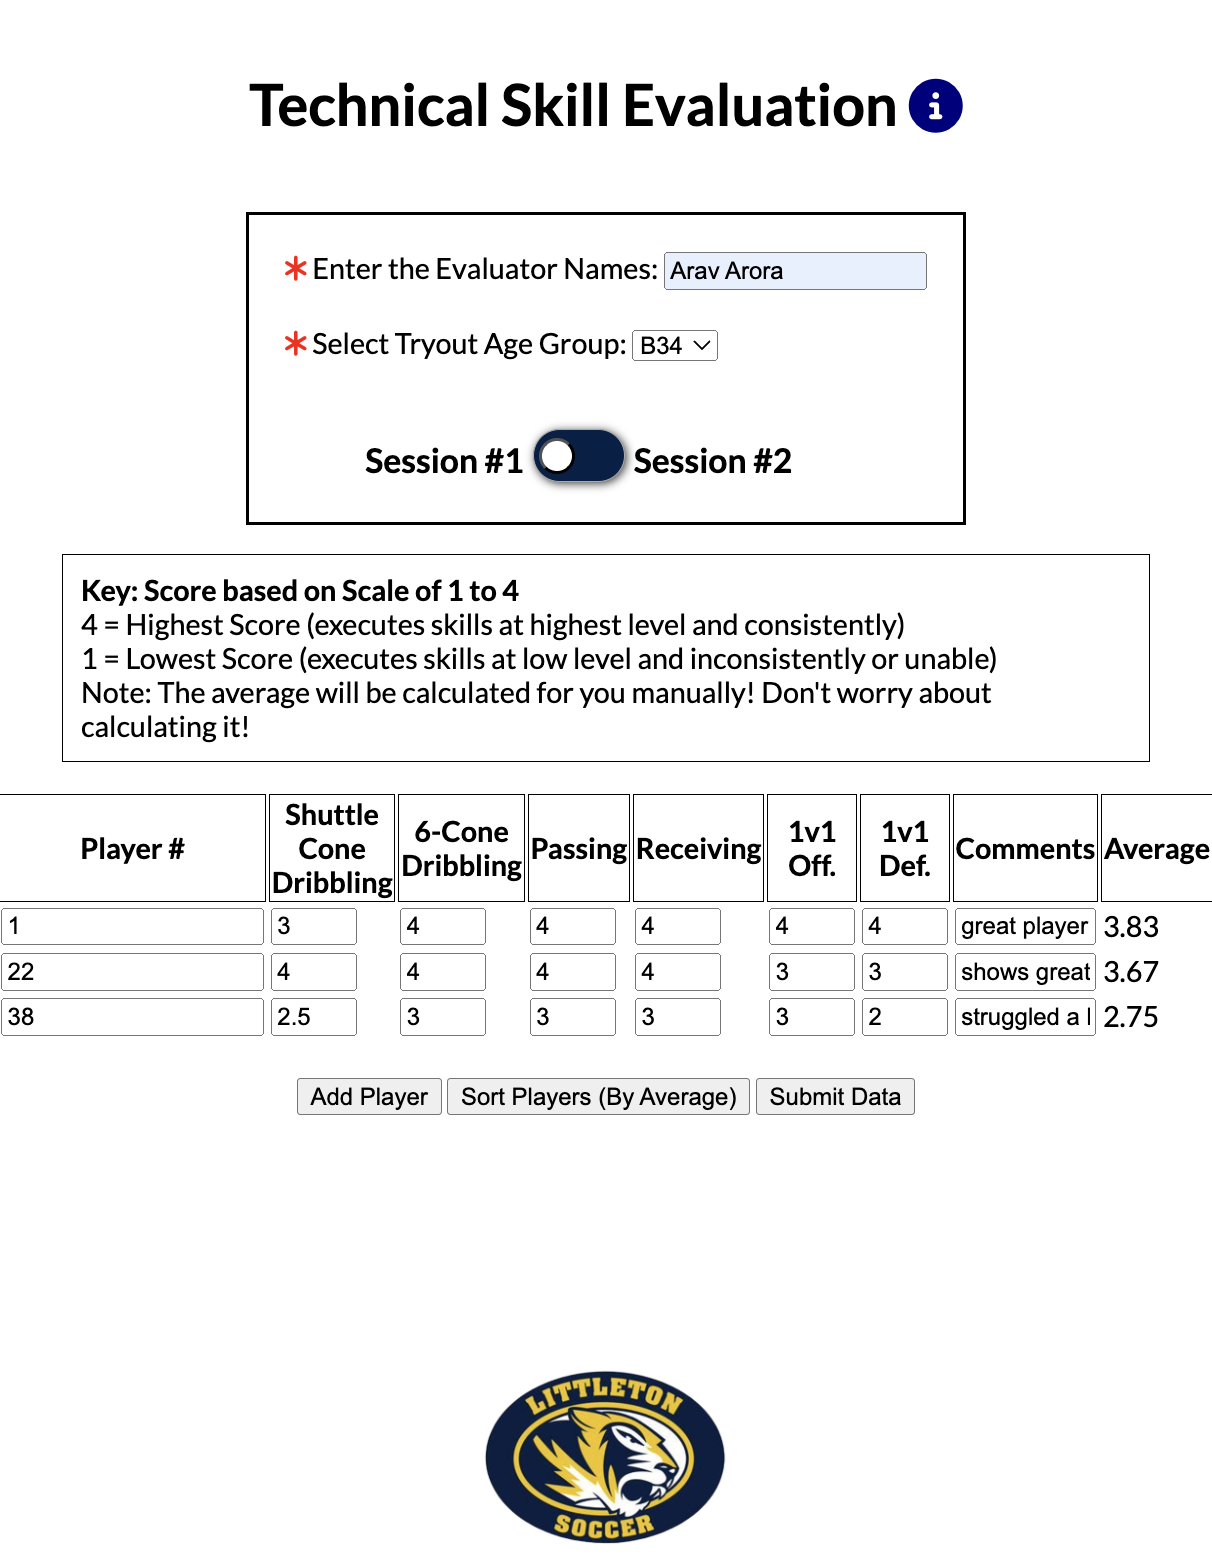 Technical Skill Evaluation
Enter the Evaluator Names: Arav Arora
Select Tryout Age Group: B34
Session #1 Session #2
Key: Score based on Scale of 1 to 4
4 = Highest Score (executes skills at highest level and consistently)
1 = Lowest Score (executes skills at low level and inconsistently or unable)
Note: The average will be calculated for you manually! Don't worry about
calculating it!
Player # Shuttle Cone Dribbling 6-Cone Dribbling Passing Receiving 1v1 Off. 1v1 Def. Comments Average
1 3 4 4 4 4 4 great player 3.83
22 4 4 4 4 3 3 shows great 3.67
38 2.5 3 3 3 3 2 struggled a l 2.75
Add Player Sort Players (By Average) Submit Data
LITTLETON
SOCCER